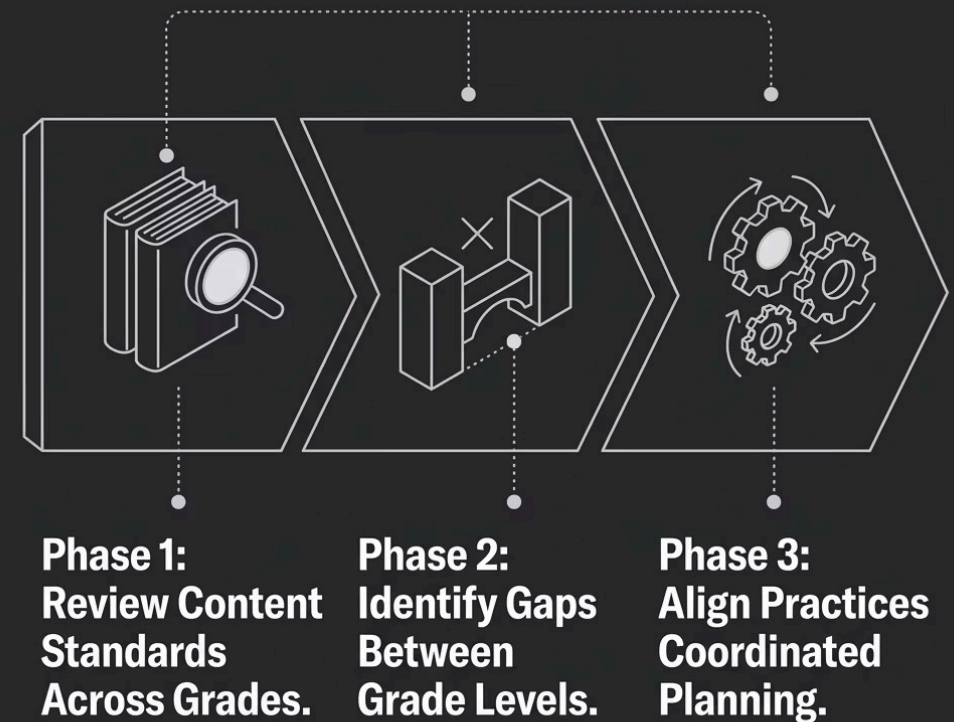 Phase 1:
Review Content
Standards
Across Grades.
Phase 2:
Identify Gaps
Between
Grade Levels.
Phase 3:
Align Practices
Coordinated
Planning.